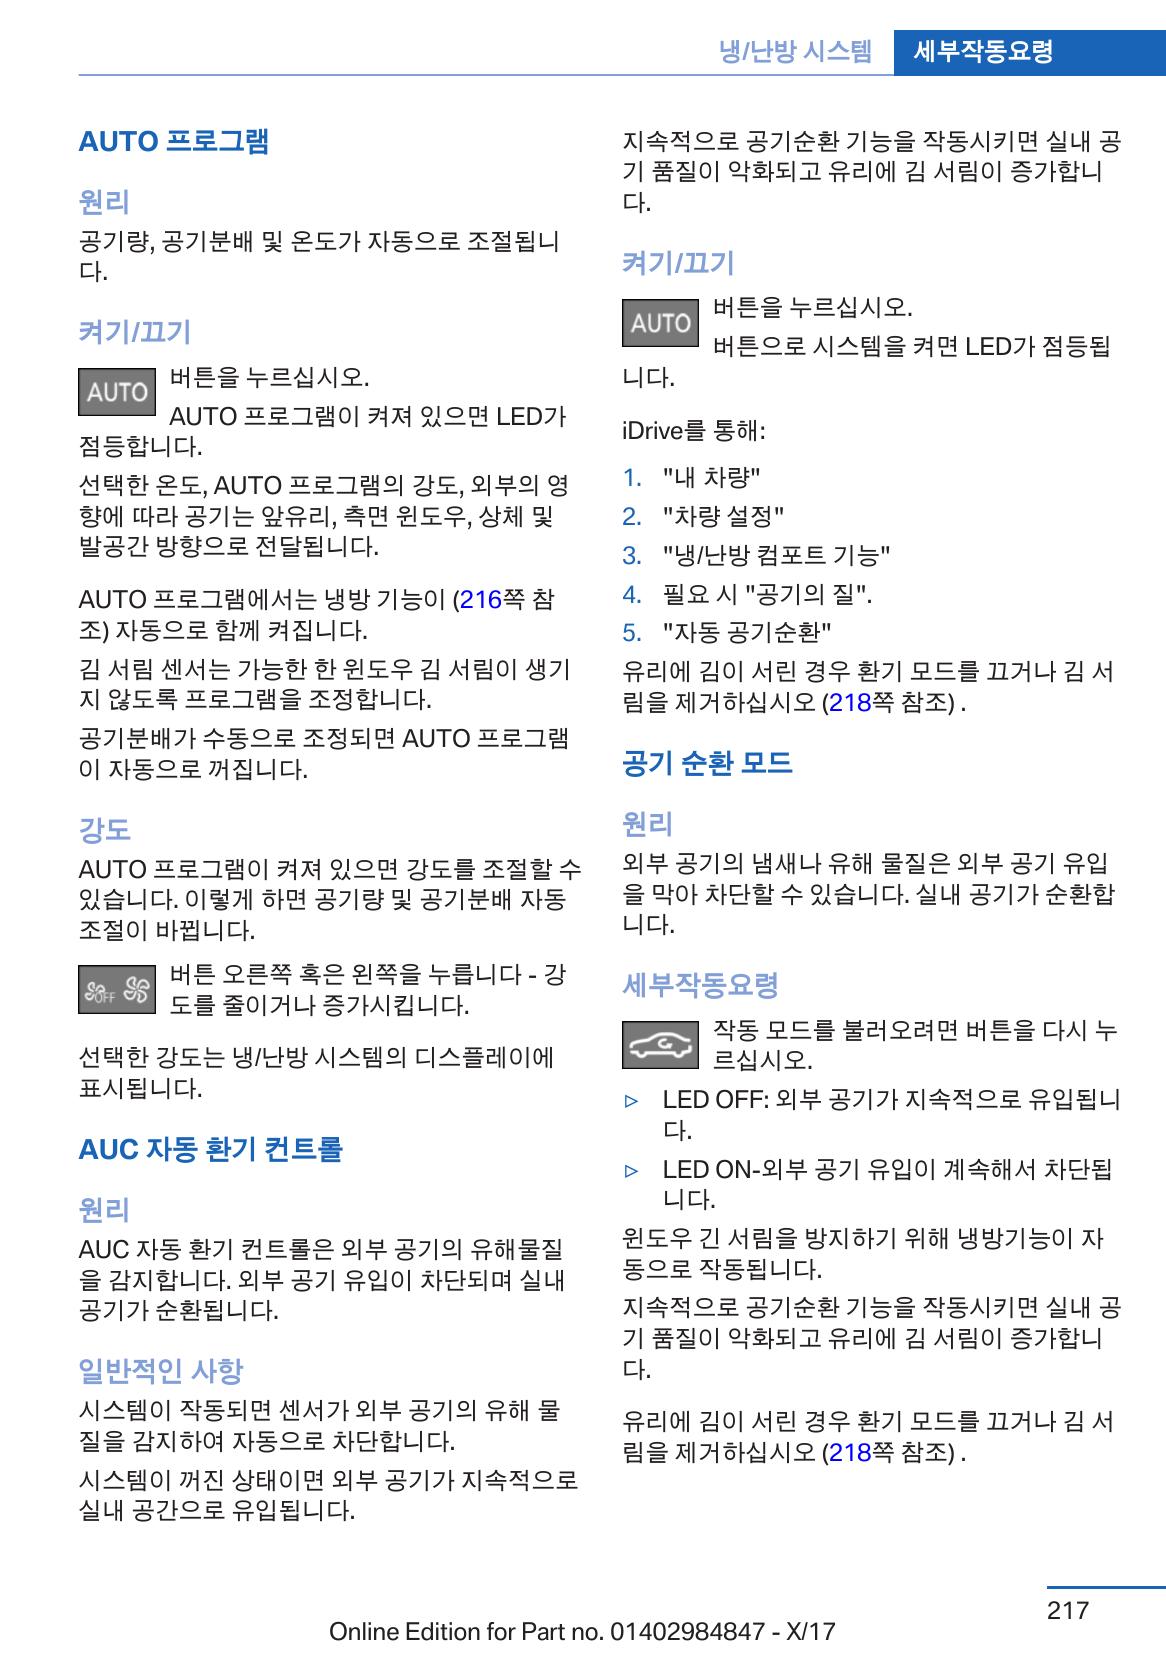 냉/난방 시스템 세부작동요령
AUTO 프로그램
원리
공기량, 공기분배 및 온도가 자동으로 조절됩니
다.
켜기/끄기
AUTO 버튼을 누르십시오.
AUTO 프로그램이 켜져 있으면 LED가
점등합니다.
선택한 온도, AUTO 프로그램의 강도, 외부의 영
향에 따라 공기는 앞유리, 측면 윈도우, 상체 및
발공간 방향으로 전달됩니다.
AUTO 프로그램에서는 냉방 기능이 (216쪽 참
조) 자동으로 함께 켜집니다.
김 서림 센서는 가능한 한 윈도우 김 서림이 생기
지 않도록 프로그램을 조정합니다.
공기분배가 수동으로 조정되면 AUTO 프로그램
이 자동으로 꺼집니다.
강도
AUTO 프로그램이 켜져 있으면 강도를 조절할 수
있습니다. 이렇게 하면 공기량 및 공기분배 자동
조절이 바뀝니다.
OFF 버튼 오른쪽 혹은 왼쪽을 누릅니다 - 강
도를 줄이거나 증가시킵니다.
선택한 강도는 냉/난방 시스템의 디스플레이에
표시됩니다.
AUC 자동 환기 컨트롤
원리
AUC 자동 환기 컨트롤은 외부 공기의 유해물질
을 감지합니다. 외부 공기 유입이 차단되며 실내
공기가 순환됩니다.
일반적인 사항
시스템이 작동되면 센서가 외부 공기의 유해 물
질을 감지하여 자동으로 차단합니다.
시스템이 꺼진 상태이면 외부 공기가 지속적으로
실내 공간으로 유입됩니다.
지속적으로 공기순환 기능을 작동시키면 실내 공
기 품질이 악화되고 유리에 김 서림이 증가합니
다.
켜기/끄기
AUTO 버튼을 누르십시오.
버튼으로 시스템을 켜면 LED가 점등됩
니다.
iDrive를 통해:
1. "내 차량"
2. "차량 설정"
3. "냉/난방 컴포트 기능"
4. 필요 시 "공기의 질".
5. "자동 공기순환"
유리에 김이 서린 경우 환기 모드를 끄거나 김 서
림을 제거하십시오 (218쪽 참조) .
공기 순환 모드
원리
외부 공기의 냄새나 유해 물질은 외부 공기 유입
을 막아 차단할 수 있습니다. 실내 공기가 순환합
니다.
세부작동요령
작동 모드를 불러오려면 버튼을 다시 누
르십시오.
▷ LED OFF: 외부 공기가 지속적으로 유입됩니
다.
▷ LED ON-외부 공기 유입이 계속해서 차단됩
니다.
윈도우 긴 서림을 방지하기 위해 냉방기능이 자
동으로 작동됩니다.
지속적으로 공기순환 기능을 작동시키면 실내 공
기 품질이 악화되고 유리에 김 서림이 증가합니
다.
유리에 김이 서린 경우 환기 모드를 끄거나 김 서
림을 제거하십시오 (218쪽 참조) .
217
Online Edition for Part no. 01402984847 - X/17